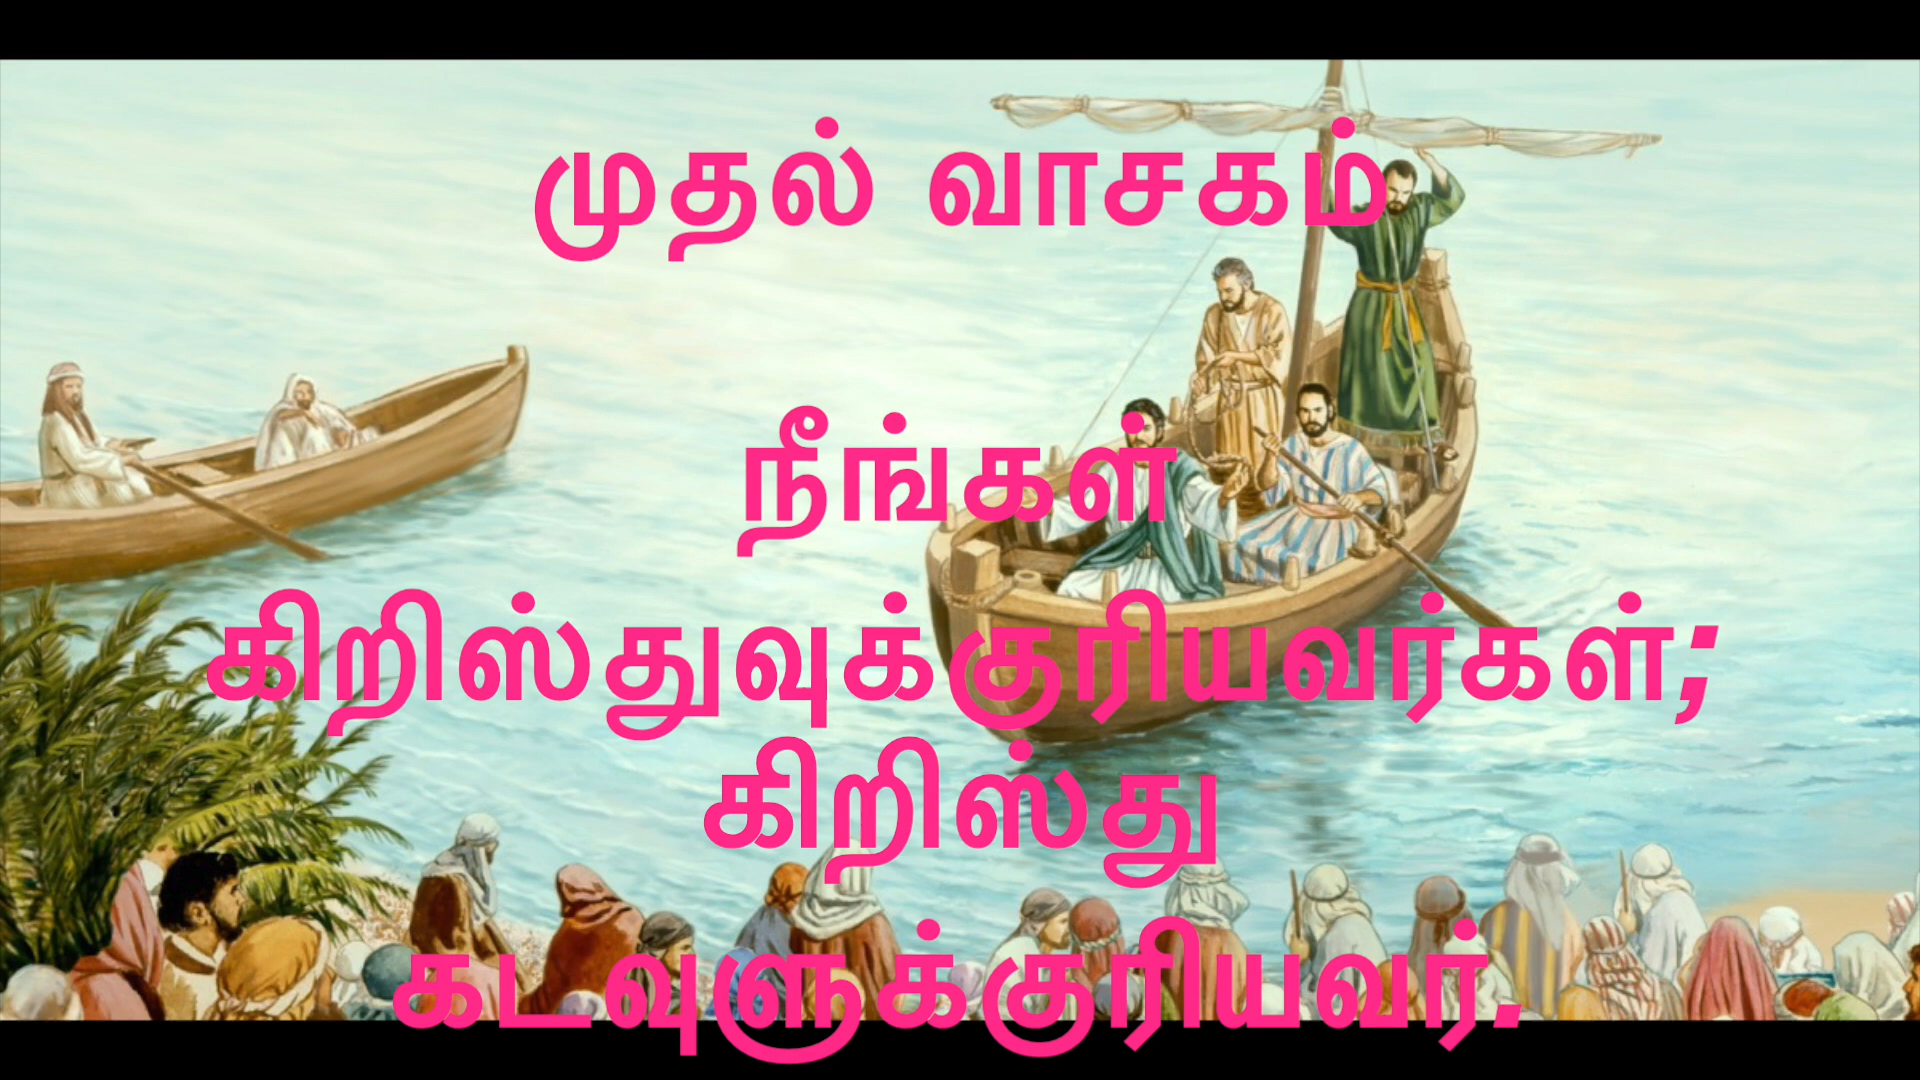 முதல் வாசகம்
நீங்கள்
கிறிஸ்துவுக்குரியவர்கள்;
கிறிஸ்து
கடவுளுக்குரியவர்.